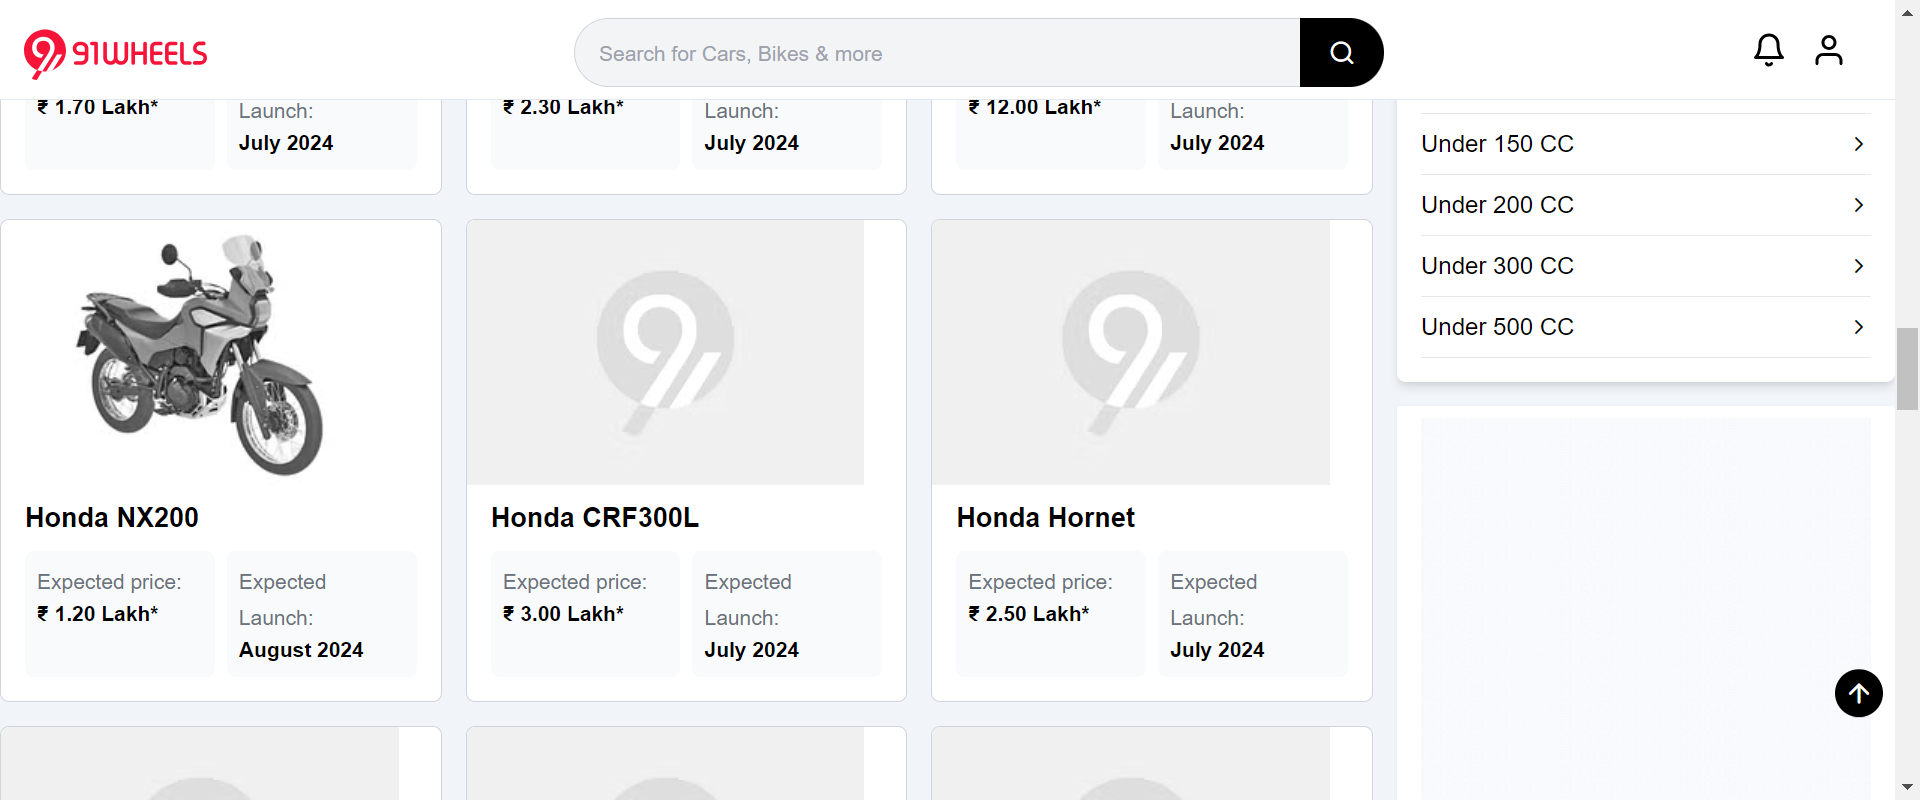 91WHEELS
Search for Cars, Bikes & more
₹ 1.70 Lakh*
Launch:
July 2024
₹ 2.30 Lakh*
Launch:
July 2024
₹ 12.00 Lakh*
Launch:
July 2024
Honda NX200
Expected price:
₹ 1.20 Lakh*
Expected
Launch:
August 2024
Honda CRF300L
Expected price:
₹ 3.00 Lakh*
Expected
Launch:
July 2024
Honda Hornet
Expected price:
₹ 2.50 Lakh*
Expected
Launch:
July 2024
Under 150 CC
Under 200 CC
Under 300 CC
Under 500 CC